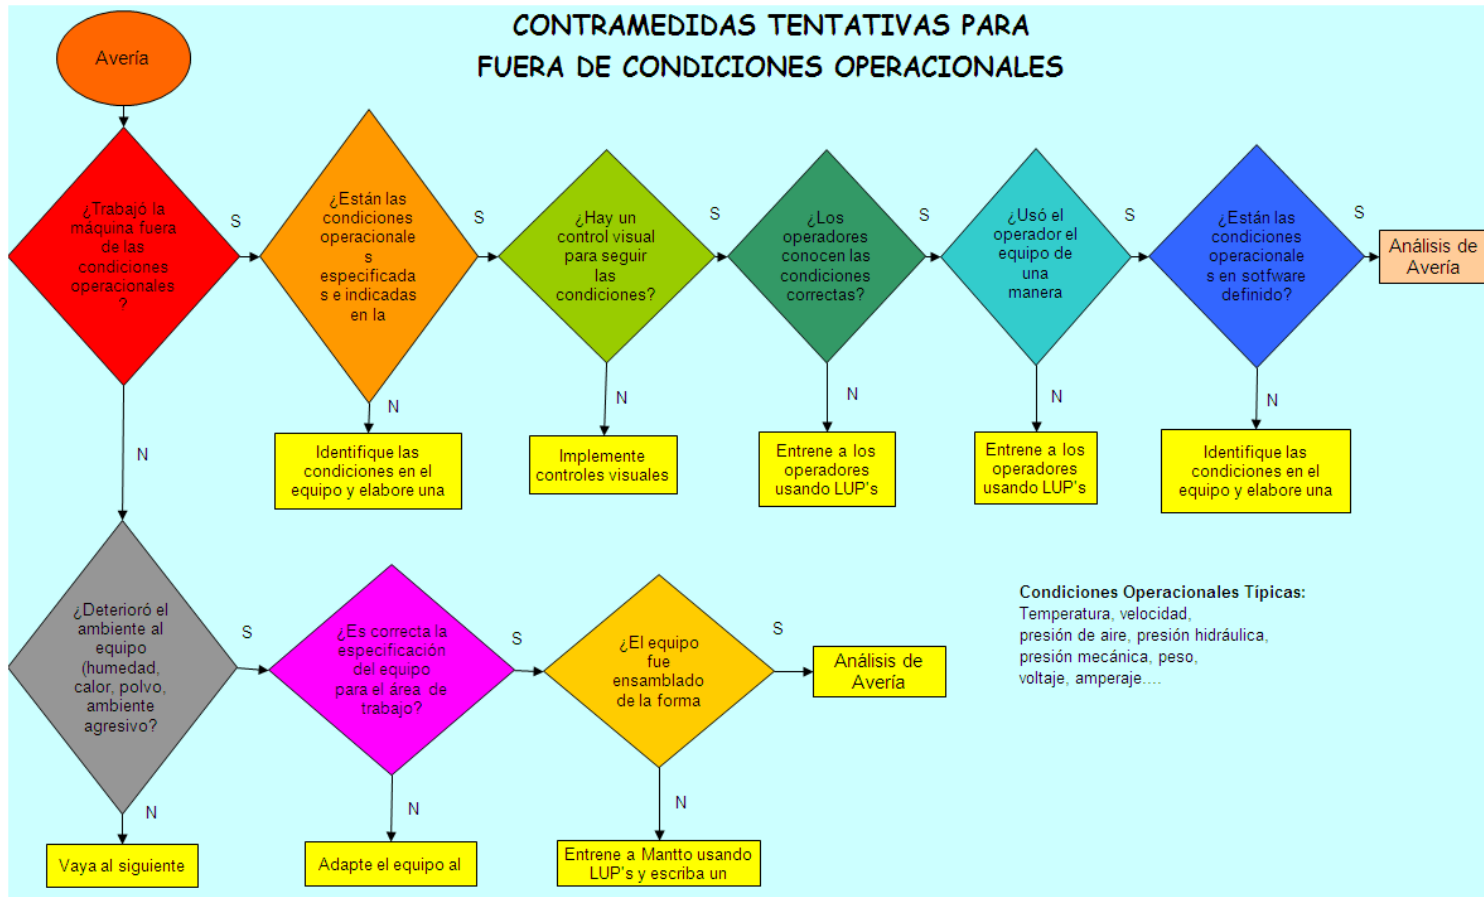 CONTRAMEDIDAS TENTATIVAS PARA
FUERA DE CONDICIONES OPERACIONALES
Avería
¿Trabajó la
máquina fuera
de las
condiciones
operacionales
?
S
N
¿Están las
condiciones
operacionale
s
especificada
s e indicadas
en la
S
N
Identifique las
condiciones en el
equipo y elabore una
¿Hay un
control visual
para seguir
las
condiciones?
S
N
Implemente
controles visuales
¿Los
operadores
conocen las
condiciones
correctas?
S
N
Entrene a los
operadores
usando LUP's
¿Usó el
operador el
equipo de
una
manera
S
N
Entrene a los
operadores
usando LUP's
¿Están las
condiciones
operacionale
s en sotfware
definido?
S
N
Identifique las
condiciones en el
equipo y elabore una
Análisis de
Avería
¿Deterioró el
ambiente al
equipo
(humedad,
calor, polvo,
ambiente
agresivo?
S
N
Vaya al siguiente
¿Es correcta la
especificación
del equipo
para el área de
trabajo?
S
N
Adapte el equipo al
¿El equipo
fue
ensamblado
de la forma
S
N
Entrene a Mantto usando
LUP's y escriba un
Análisis de
Avería
Condiciones Operacionales Típicas:
Temperatura, velocidad,
presión de aire, presión hidráulica,
presión mecánica, peso,
voltaje, amperaje....